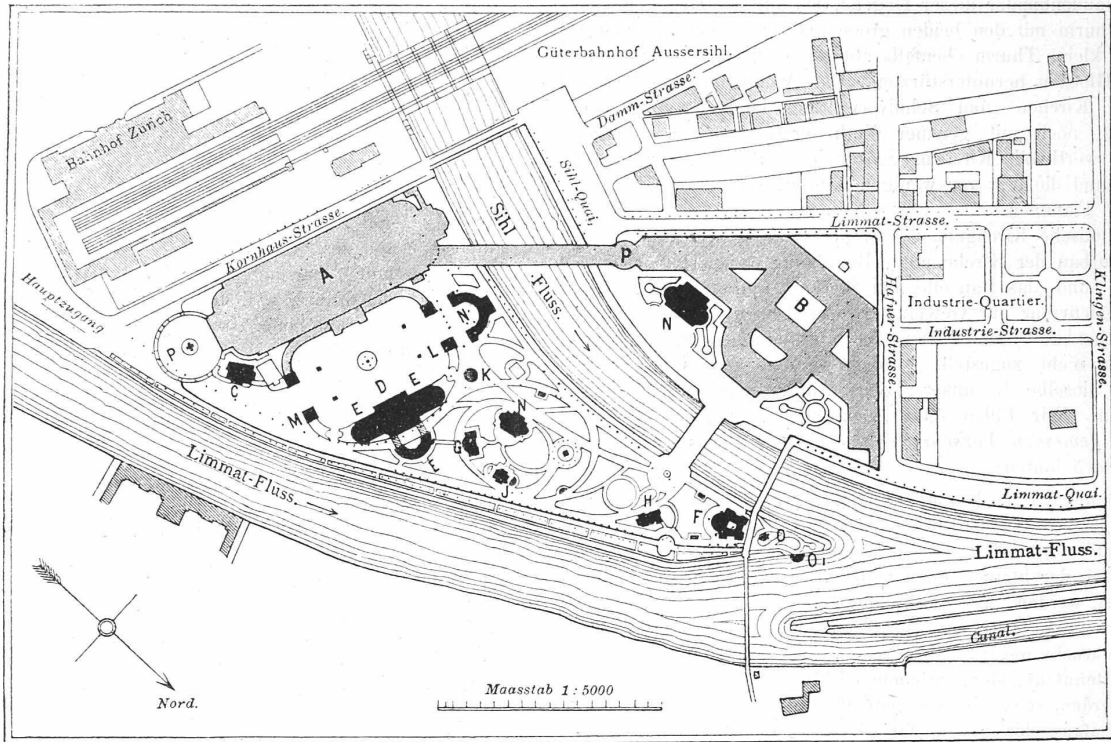 Güterbahnhof Aussersihl.
Damm-Strasse.
Bahnhof Zürich
Sihl-Quai.
Sihl
Fluss.
Kornhaus-Strasse.
Limmat-Strasse.
Hauptzugang
A
P
B
N
N
P
C
L
D
E
E
K
M
N
G
E
J
H
F
O
O1
Hafner-Strasse.
Industrie-Quartier.
Industrie-Strasse.
Klingen-Strasse.
Limmat-Fluss.
Limmat-Quai.
Limmat-Fluss.
Canal.
Nord.
Maasstab 1:5000